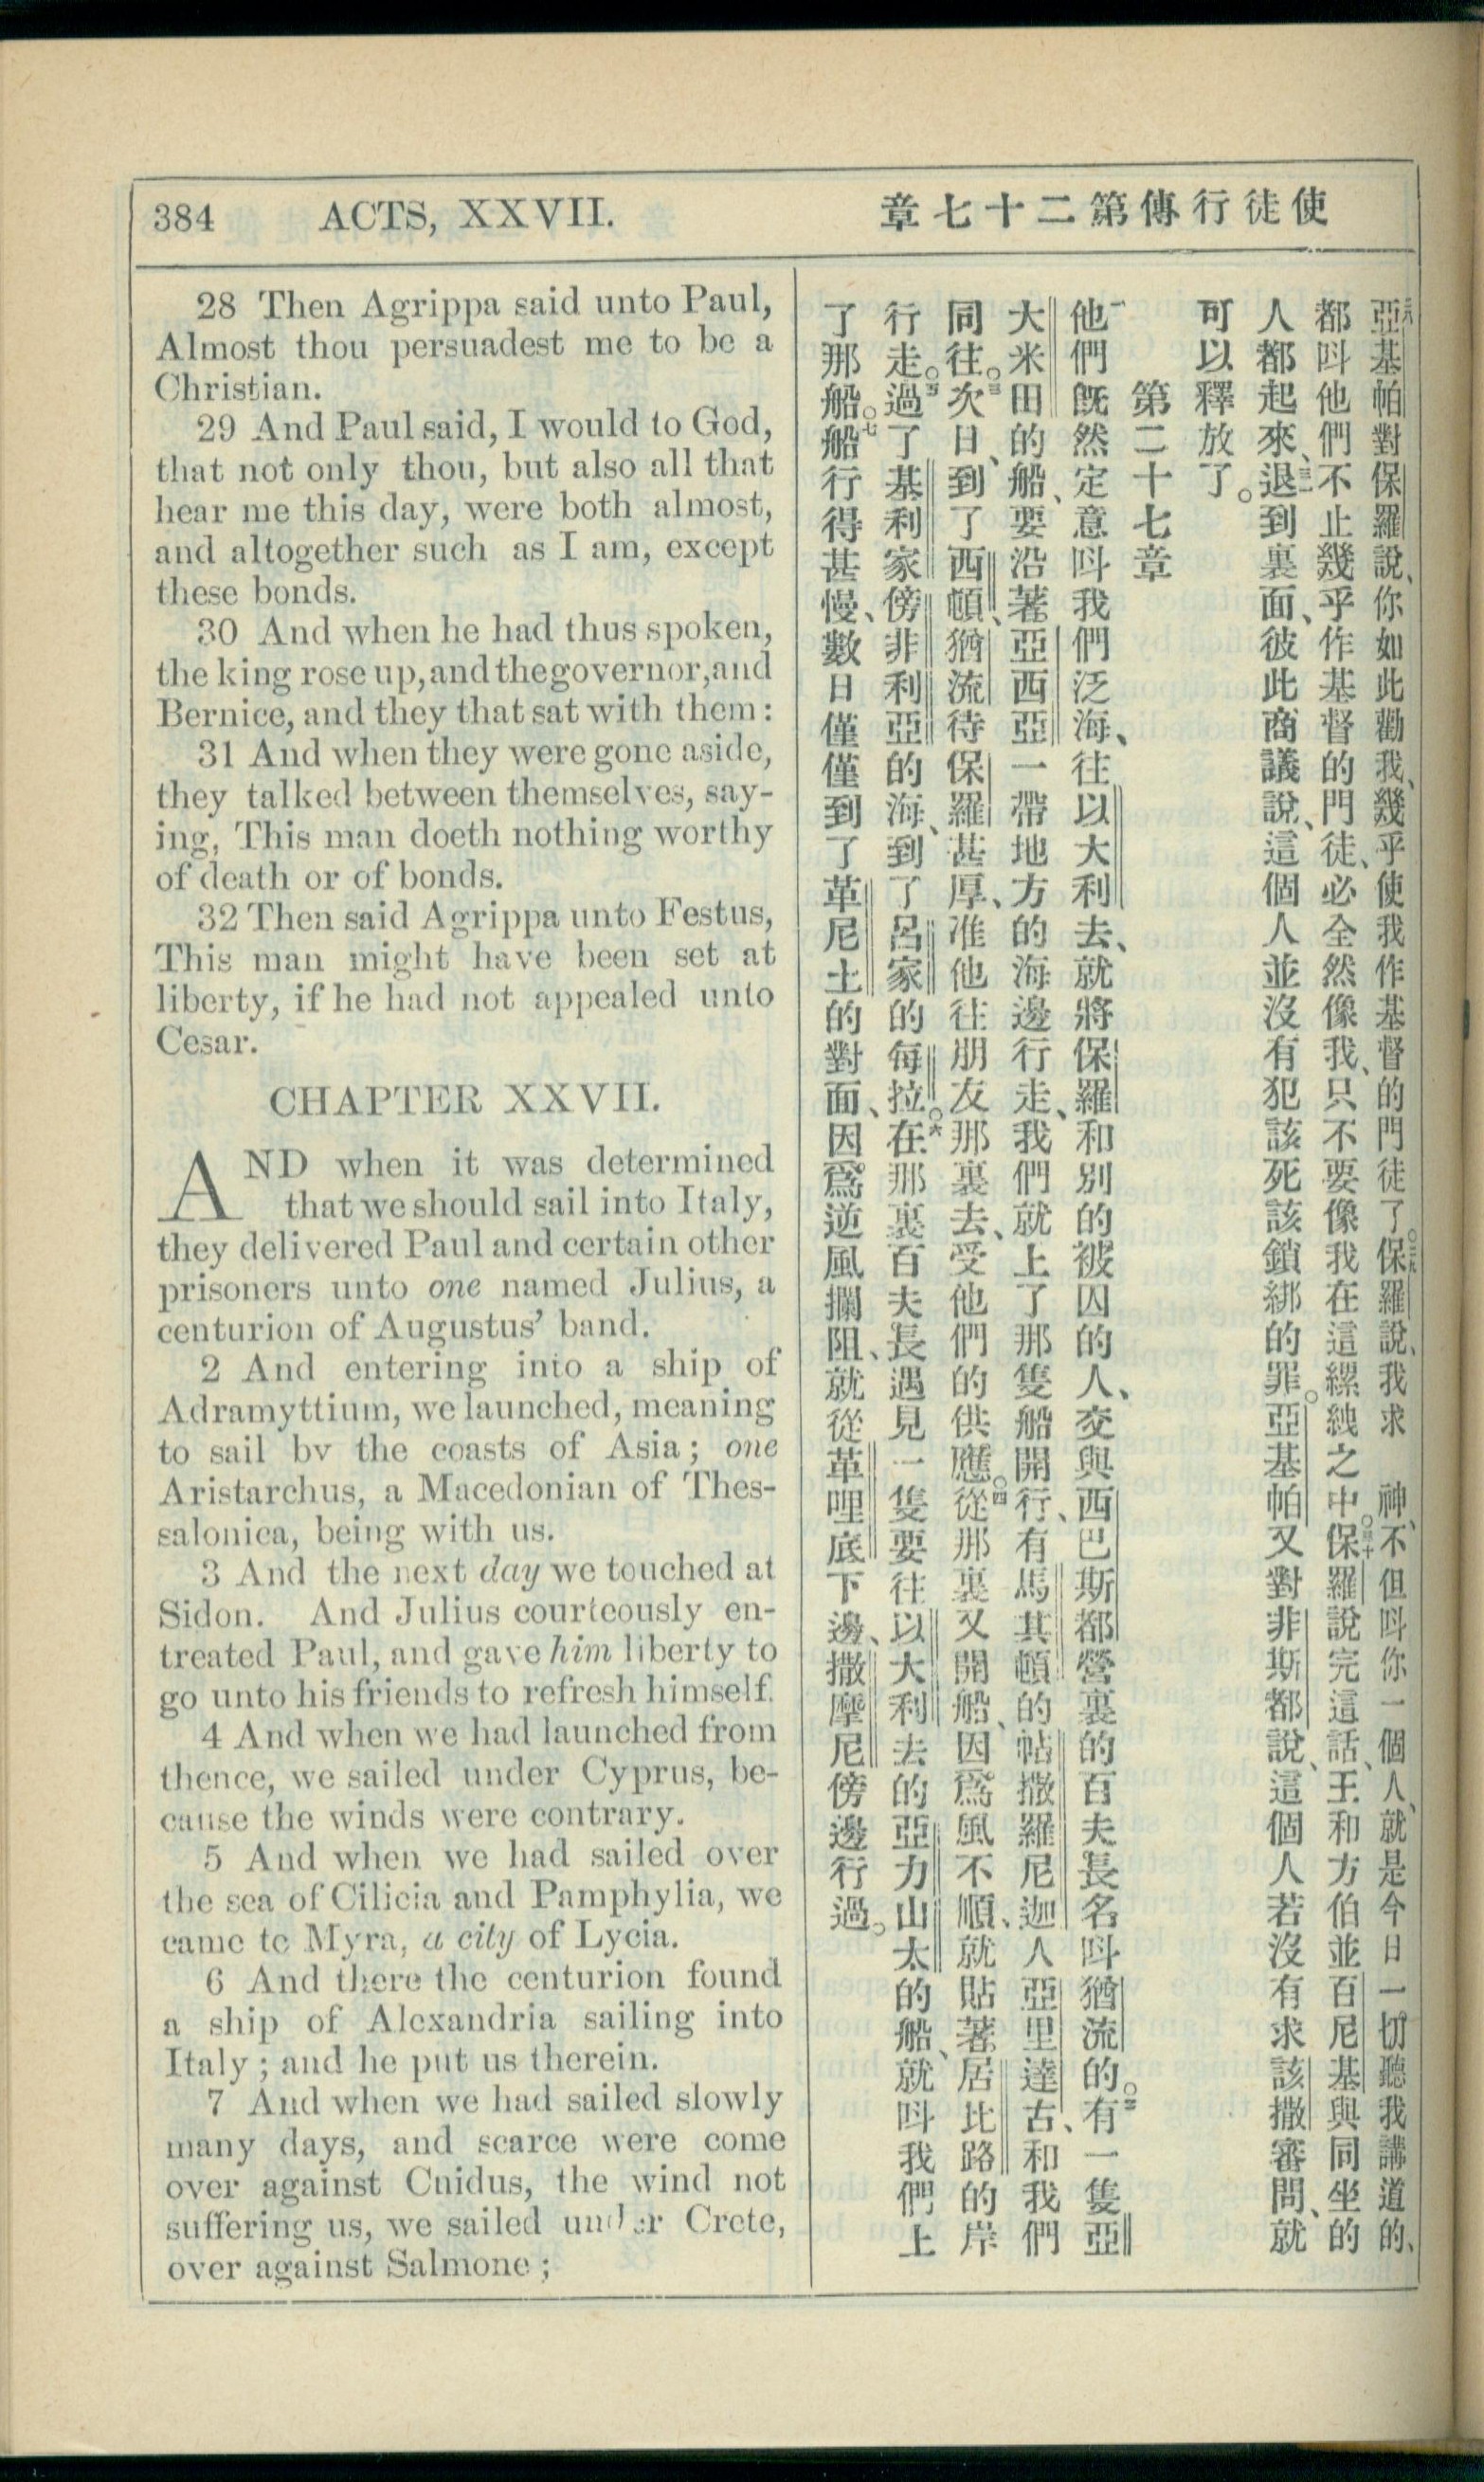 384 ACTS, XXVII.
使徒行傳第二十七章
28 Then Agrippa said unto Paul,
Almost thou persuadest me to be a
Christian.
29 And Paul said, I would to God,
that not only thou, but also all that
hear me this day, were both almost,
and altogether such as I am, except
these bonds.
30 And when he had thus spoken,
the king rose up, and the governor, and
Bernice, and they that sat with them:
31 And when they were gone aside,
they talked between themselves, say-
ing, This man doeth nothing worthy
of death or of bonds.
32 Then said Agrippa unto Festus,
This man might have been set at
liberty, if he had not appealed unto
Cesar.
CHAPTER XXVII.
AND when it was determined
that we should sail into Italy,
they delivered Paul and certain other
prisoners unto one named Julius, a
centurion of Augustus' band.
2 And entering into a ship of
Adramyttium, we launched, meaning
to sail by the coasts of Asia; one
Aristarchus, a Macedonian of Thes-
salonica, being with us.
3 And the next day we touched at
Sidon. And Julius courteously en-
treated Paul, and gave him liberty to
go unto his friends to refresh himself.
4 And when we had launched from
thence, we sailed under Cyprus, be-
cause the winds were contrary.
5 And when we had sailed over
the sea of Cilicia and Pamphylia, we
came to Myra, a city of Lycia.
6 And there the centurion found
a ship of Alexandria sailing into
Italy; and he put us therein.
7 And when we had sailed slowly
many days, and scarce were come
over against Cnidus, the wind not
suffering us, we sailed under Crete,
over against Salmone;
亞基帕對保羅說、你如此勸我、幾乎使我作基督的門徒了。○二九保羅說、我求 神、不但呌你一個人、就是今日一切聽我講道的、
都呌他們不止幾乎作基督的門徒、必全然像我、只不要像我在這縲絏之中。○三十保羅說完這話、王和方伯並百尼基與同坐的
人都起來、三一退到裏面、彼此商議說、這個人並沒有犯該死該鎖綁的罪。亞基帕又對非斯都說、這個人若沒有求該撒審問、就
可以釋放了。
第二十七章
一他們旣然定意呌我們泛海、往以大利去、就將保羅和別的被囚的人、交與西巴斯都營裏的百夫長名呌猶流的。○二有一隻亞
大米田的船、要沿著亞西亞一帶地方的海邊行走、我們就上了那隻船開行、有馬其頓的帖撒羅尼迦人亞里達古、和我們
同往。○三次日、到了西頓、猶流待保羅甚厚、准他往朋友那裏去、受他們的供應。○四從那裏又開船、因爲風不順、就貼著居比路的岸
行走。○五過了基利家傍非利亞的海、到了呂家的每拉。○六在那裏百夫長遇見一隻要往以大利去的亞力山太的船、就呌我們上
了那船。○七船行得甚慢、數日僅僅到了革尼土的對面、因爲逆風攔阻、就從革哩底下邊、撒摩尼傍邊行過。